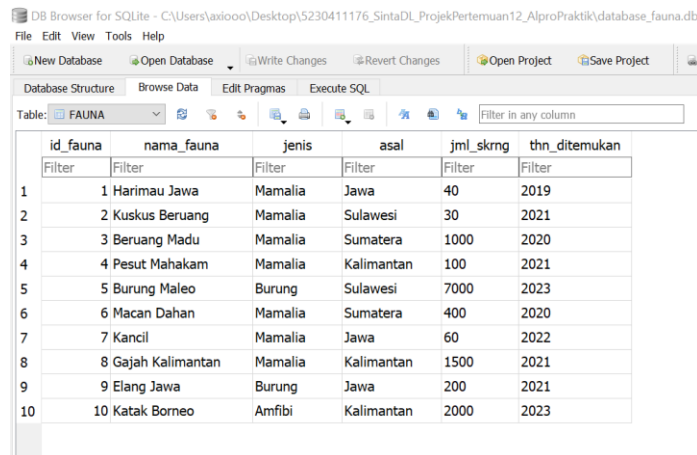 DB Browser for SQLite - C:\Users\axiooo\Desktop\5230411176_SintaDL_ProjekPertemuan12_AlproPraktik\database_fauna.db
File Edit View Tools Help
New Database Open Database Write Changes Revert Changes Open Project Save Project
Database Structure Browse Data Edit Pragmas Execute SQL
Table: FAUNA Filter in any column
id_fauna nama_fauna jenis asal jml_skrng thn_ditemukan
Filter Filter Filter Filter Filter Filter
1 1 Harimau Jawa Mamalia Jawa 40 2019
2 2 Kuskus Beruang Mamalia Sulawesi 30 2021
3 3 Beruang Madu Mamalia Sumatera 1000 2020
4 4 Pesut Mahakam Mamalia Kalimantan 100 2021
5 5 Burung Maleo Burung Sulawesi 7000 2023
6 6 Macan Dahan Mamalia Sumatera 400 2020
7 7 Kancil Mamalia Jawa 60 2022
8 8 Gajah Kalimantan Mamalia Kalimantan 1500 2021
9 9 Elang Jawa Burung Jawa 200 2021
10 10 Katak Borneo Amfibi Kalimantan 2000 2023